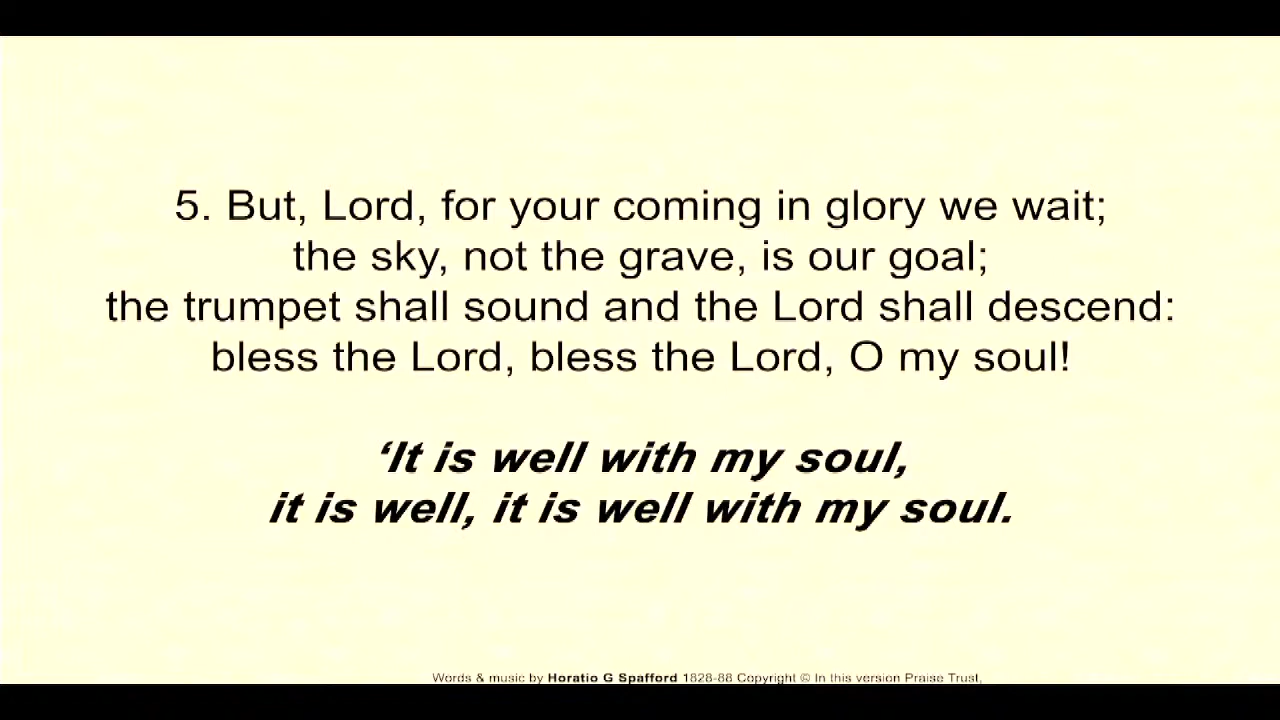 5. But, Lord, for your coming in glory we wait;
the sky, not the grave, is our goal;
the trumpet shall sound and the Lord shall descend:
bless the Lord, bless the Lord, O my soul!
‘It is well with my soul,
it is well, it is well with my soul.
Words & music by Horatio G Spafford 1828-88 Copyright © In this version Praise Trust,